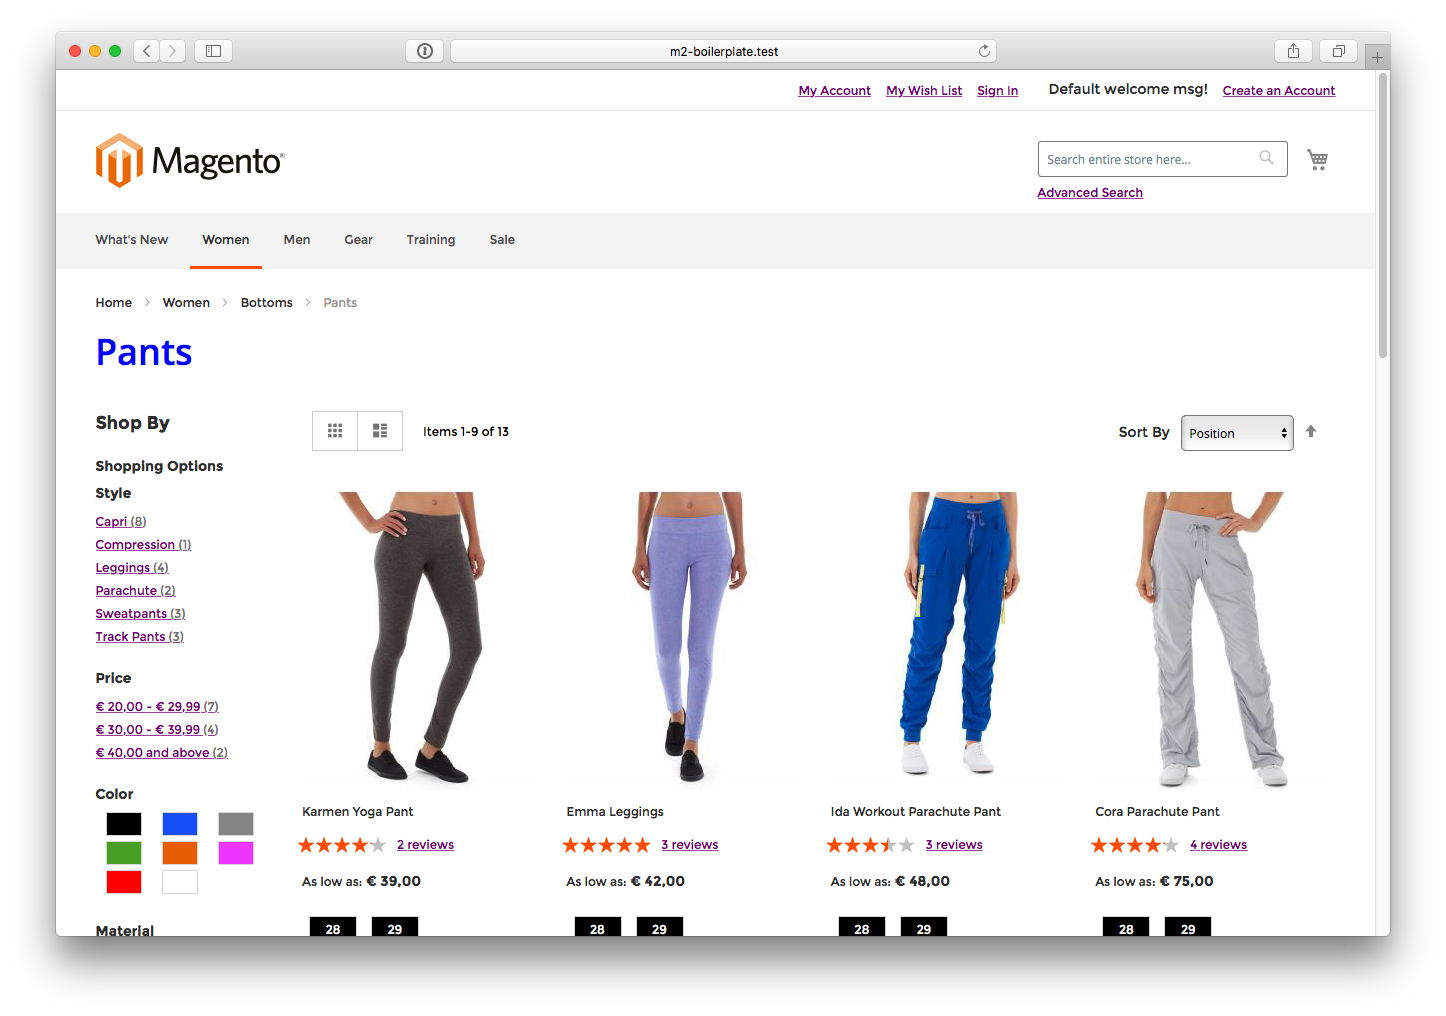 m2-boilerplate.test
My Account My Wish List Sign In Default welcome msg! Create an Account
Magento®
Search entire store here...
Advanced Search
What's New Women Men Gear Training Sale
Home Women Bottoms Pants
Pants
Shop By
Items 1-9 of 13
Sort By Position
Shopping Options
Style
Capri (8)
Compression (1)
Leggings (4)
Parachute (2)
Sweatpants (3)
Track Pants (3)
Price
€ 20,00 - € 29,99 (7)
€ 30,00 - € 39,99 (4)
€ 40,00 and above (2)
Color
Material
Karmen Yoga Pant Emma Leggings Ida Workout Parachute Pant Cora Parachute Pant
2 reviews 3 reviews 3 reviews 4 reviews
As low as: € 39,00 As low as: € 42,00 As low as: € 48,00 As low as: € 75,00
28 29 28 29 28 29 28 29